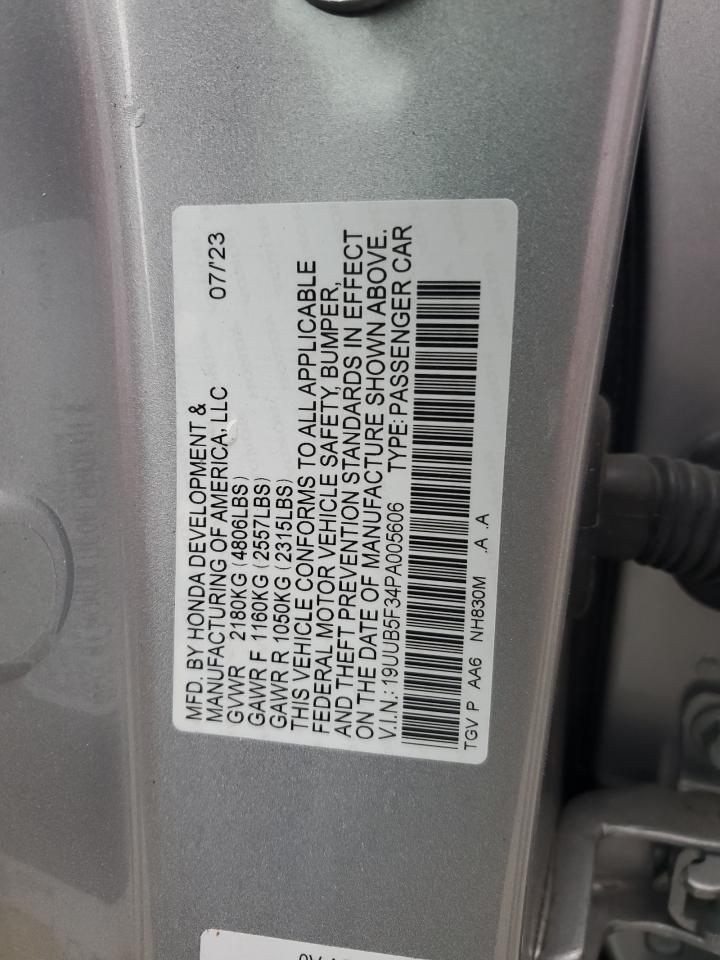 MFD. BY HONDA DEVELOPMENT &
MANUFACTURING OF AMERICA, LLC 07/'23
GVWR 2180KG (4806LBS)
GAWR F 1160KG (2557LBS)
GAWR R 1050KG (2315LBS)
THIS VEHICLE CONFORMS TO ALL APPLICABLE
FEDERAL MOTOR VEHICLE SAFETY, BUMPER,
AND THEFT PREVENTION STANDARDS IN EFFECT
ON THE DATE OF MANUFACTURE SHOWN ABOVE.
V.I.N.: 19UUB5F34PA005606 TYPE: PASSENGER CAR
TGV P AA6 NH830M .A .A